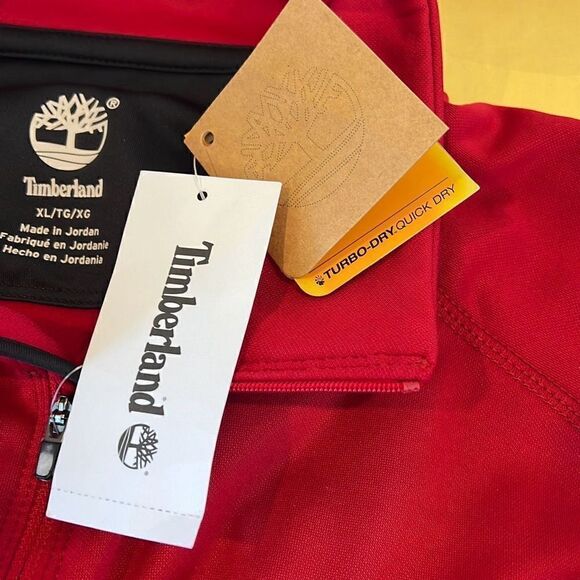 ®
Timberland
XL/TG/XG
Made in Jordan
Fabriqué en Jordanie
Hecho en Jordania
Timberland
TURBO-DRY.QUICK DRY